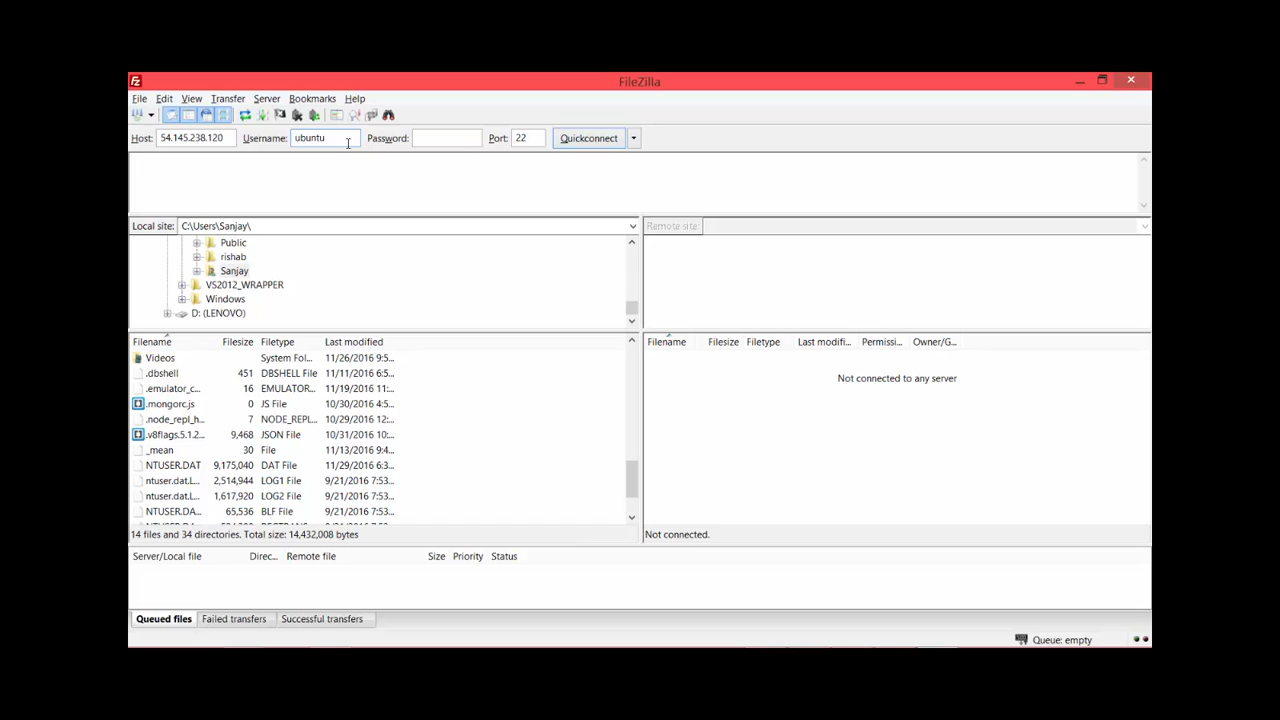 FileZilla
File Edit View Transfer Server Bookmarks Help
Host: 54.145.238.120 Username: ubuntu Password: Port: 22 Quickconnect
Local site: C:\Users\Sanjay\
Remote site:
Public
rishab
Sanjay
VS2012_WRAPPER
Windows
D: (LENOVO)
Filename Filesize Filetype Last modified
Videos System Fol... 11/26/2016 9:5...
.dbshell 451 DBSHELL File 11/11/2016 6:5...
.emulator_c... 16 EMULATOR... 11/19/2016 11:...
.mongorc.js 0 JS File 10/30/2016 4:5...
.node_repl_h... 7 NODE_REPL... 10/29/2016 12:...
.v8flags.5.1.2... 9,468 JSON File 10/31/2016 10:...
_mean 30 File 11/13/2016 9:4...
NTUSER.DAT 9,175,040 DAT File 11/29/2016 6:3...
ntuser.dat.L... 2,514,944 LOG1 File 9/21/2016 7:53...
ntuser.dat.L... 1,617,920 LOG2 File 9/21/2016 7:53...
NTUSER.DA... 65,536 BLF File 9/21/2016 7:53...
14 files and 34 directories. Total size: 14,432,008 bytes
Filename Filesize Filetype Last modifi... Permissi... Owner/G...
Not connected to any server
Not connected.
Server/Local file Direc... Remote file Size Priority Status
Queued files Failed transfers Successful transfers
Queue: empty